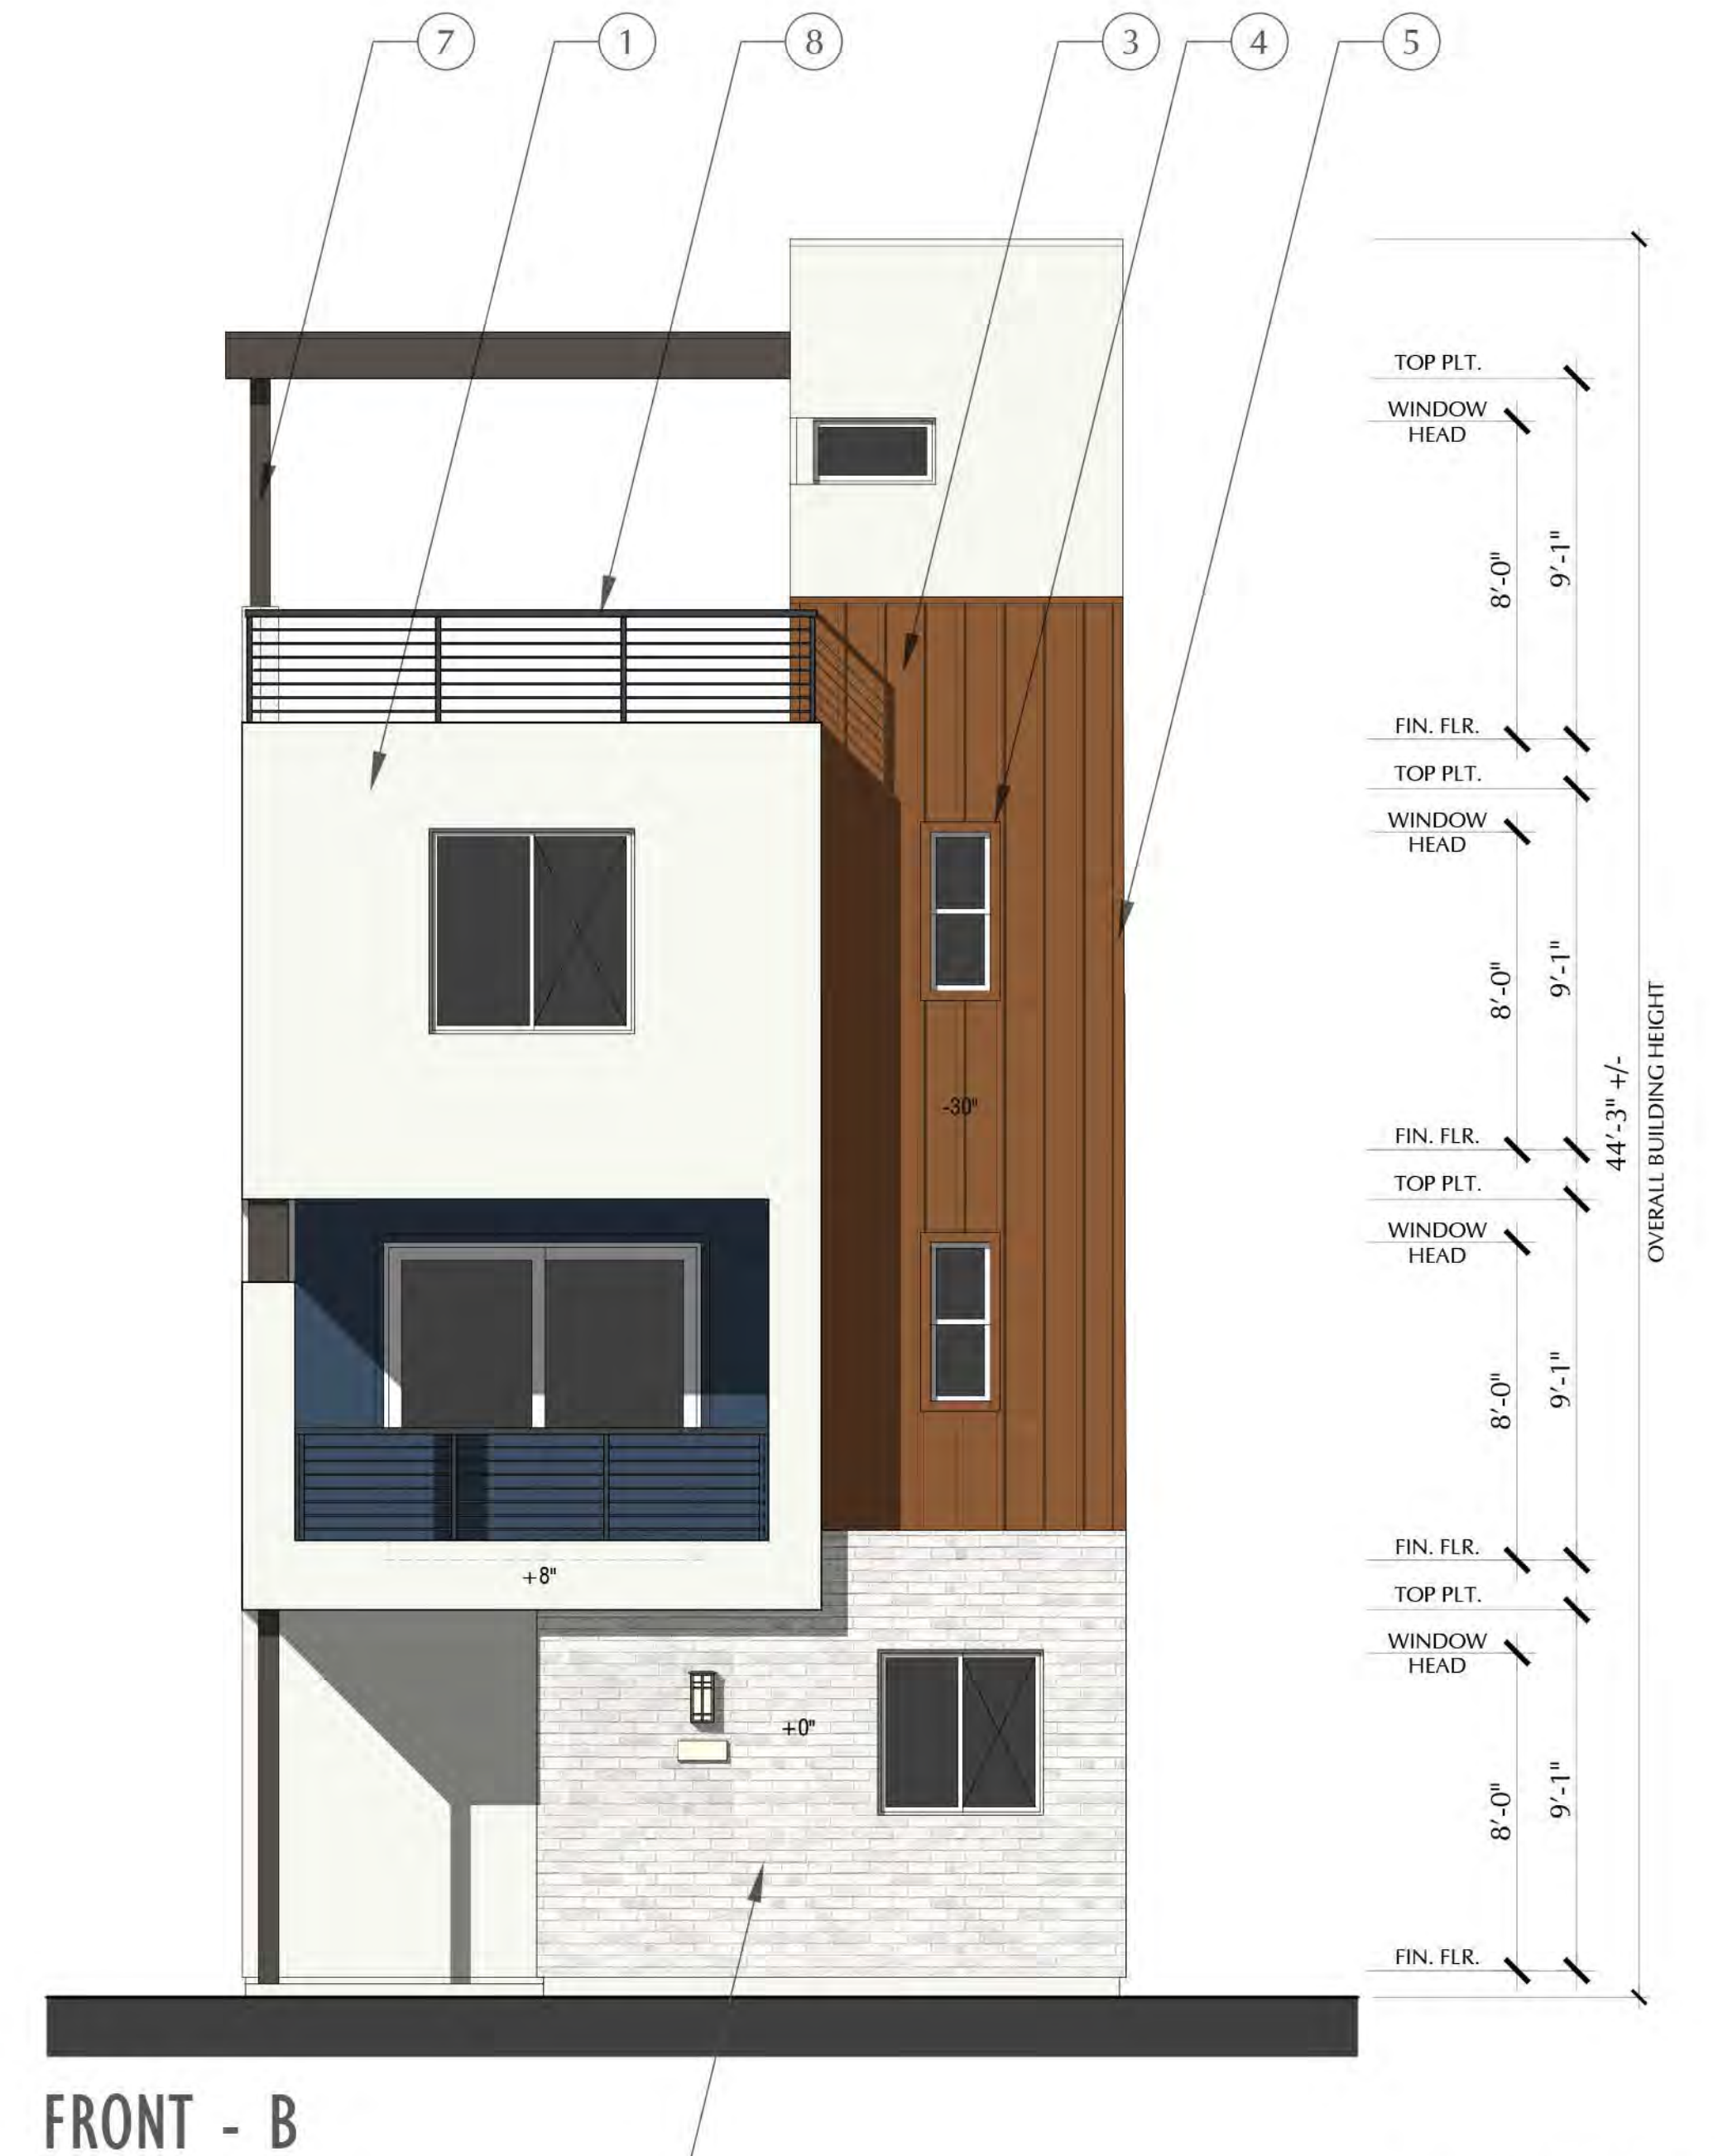 7
1
8
3
4
5
TOP PLT.
WINDOW
HEAD
8'-0"
9'-1"
FIN. FLR.
TOP PLT.
WINDOW
HEAD
8'-0"
9'-1"
-30"
FIN. FLR.
44'-3" +/-
OVERALL BUILDING HEIGHT
TOP PLT.
WINDOW
HEAD
8'-0"
9'-1"
FIN. FLR.
+8"
TOP PLT.
WINDOW
HEAD
+0"
8'-0"
9'-1"
FIN. FLR.
FRONT - B